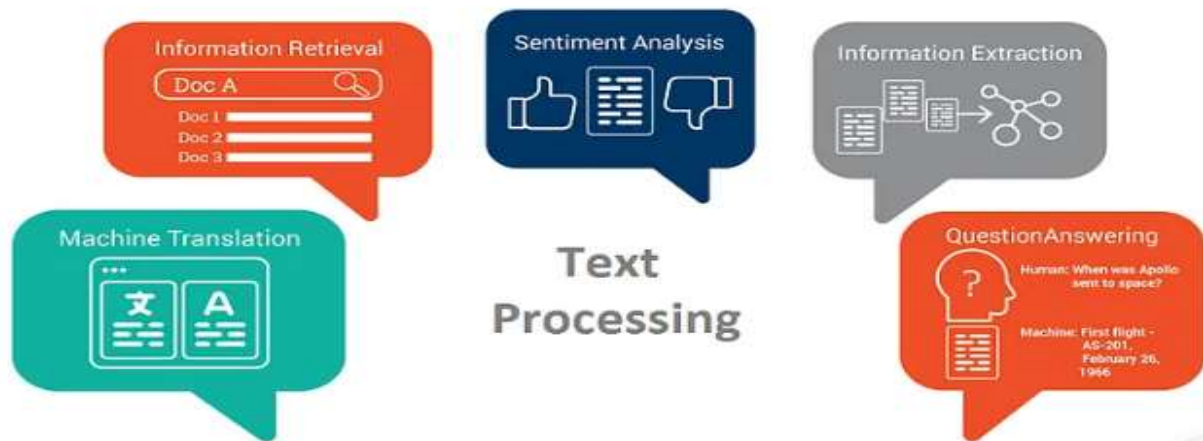 Information Retrieval
Doc A
Doc 1
Doc 2
Doc 3
Sentiment Analysis
Information Extraction
Machine Translation
文 A
Text
Processing
QuestionAnswering
?
Human: When was Apollo
sent to space?
Machine: First flight -
AS-201,
February 26,
1966